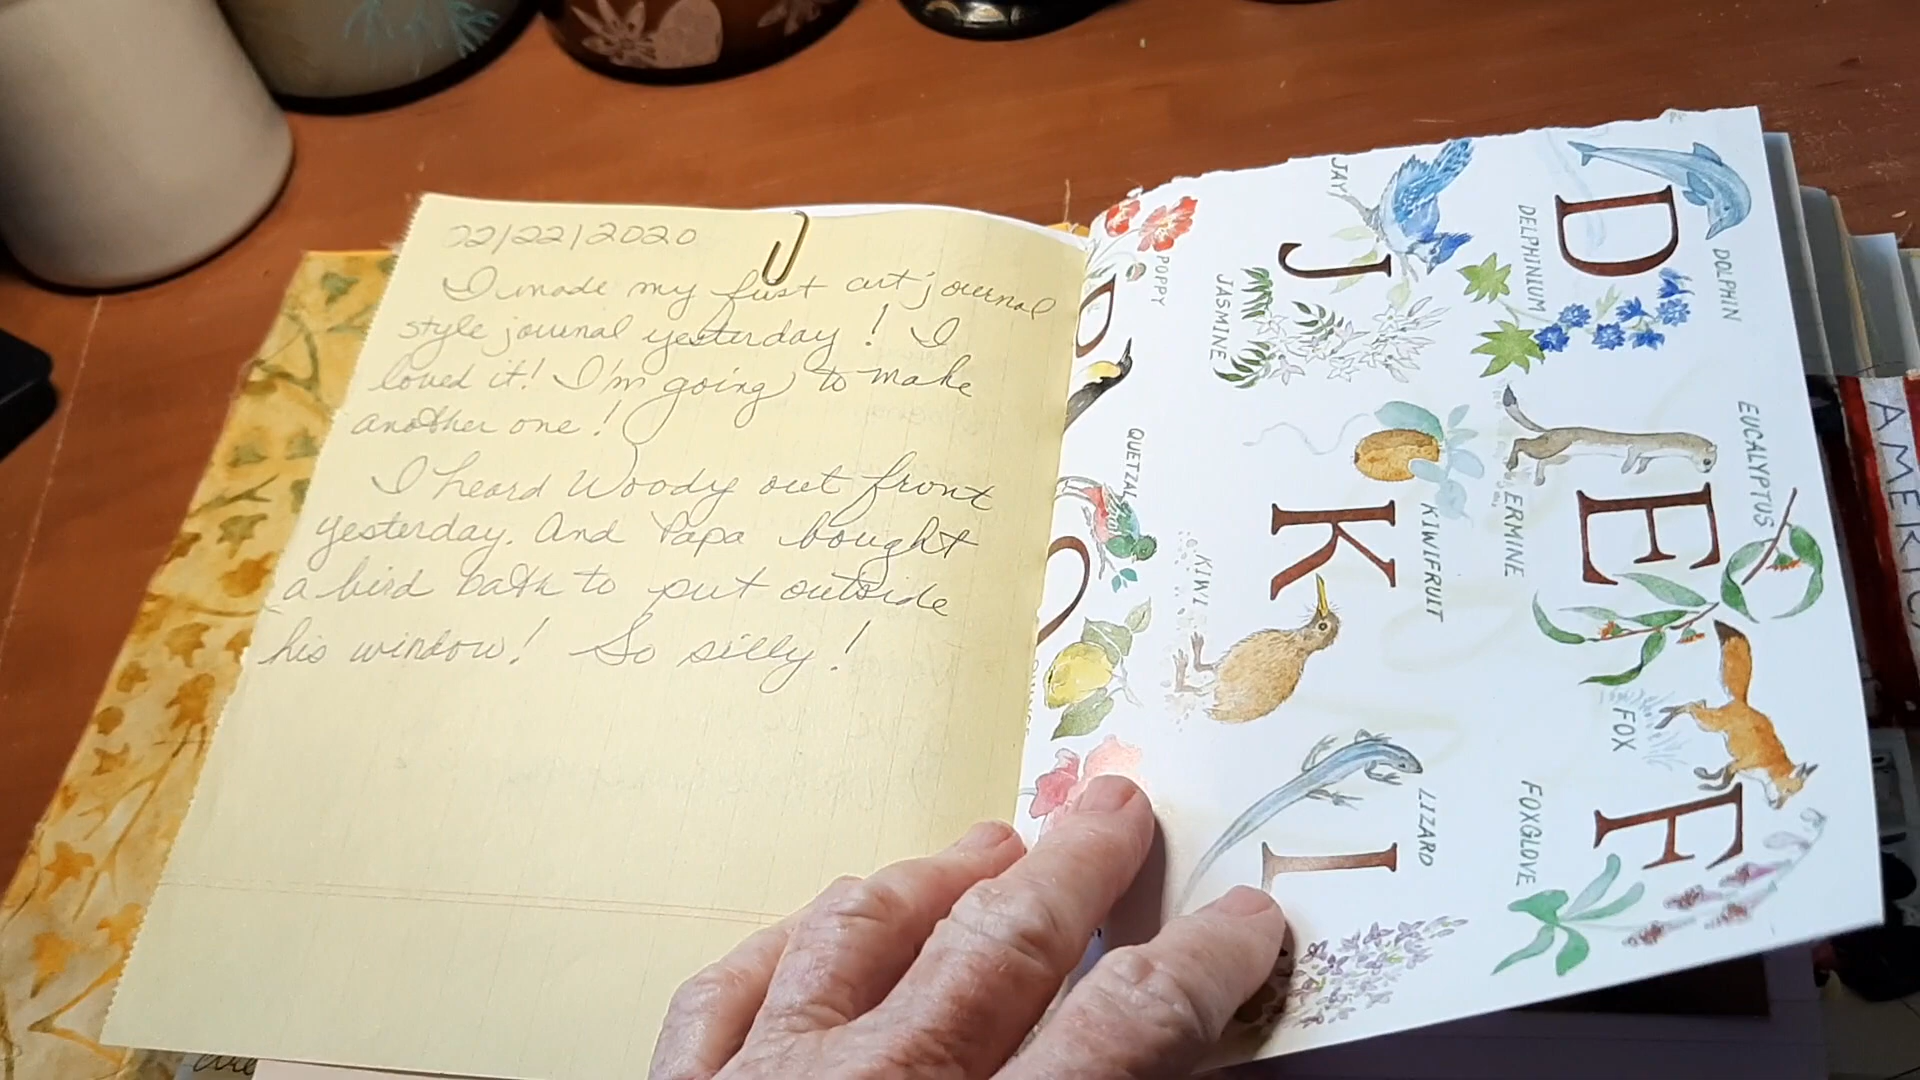 22/22/2020
I made my first art journal
style journal yesterday! I
loved it! I'm going to make
another one!
I heard Woody out front
yesterday. And Papa bought
a bird bath to put outside
his window! So silly!
POPPY
P
QUETZAL
Q
JAY
J
JASMINE
KIWIFRUIT
K
KIWI
LIZARD
L
DOLPHIN
D
DELPHINIUM
EUCALYPTUS
E
ERMINE
FOX
F
FOXGLOVE